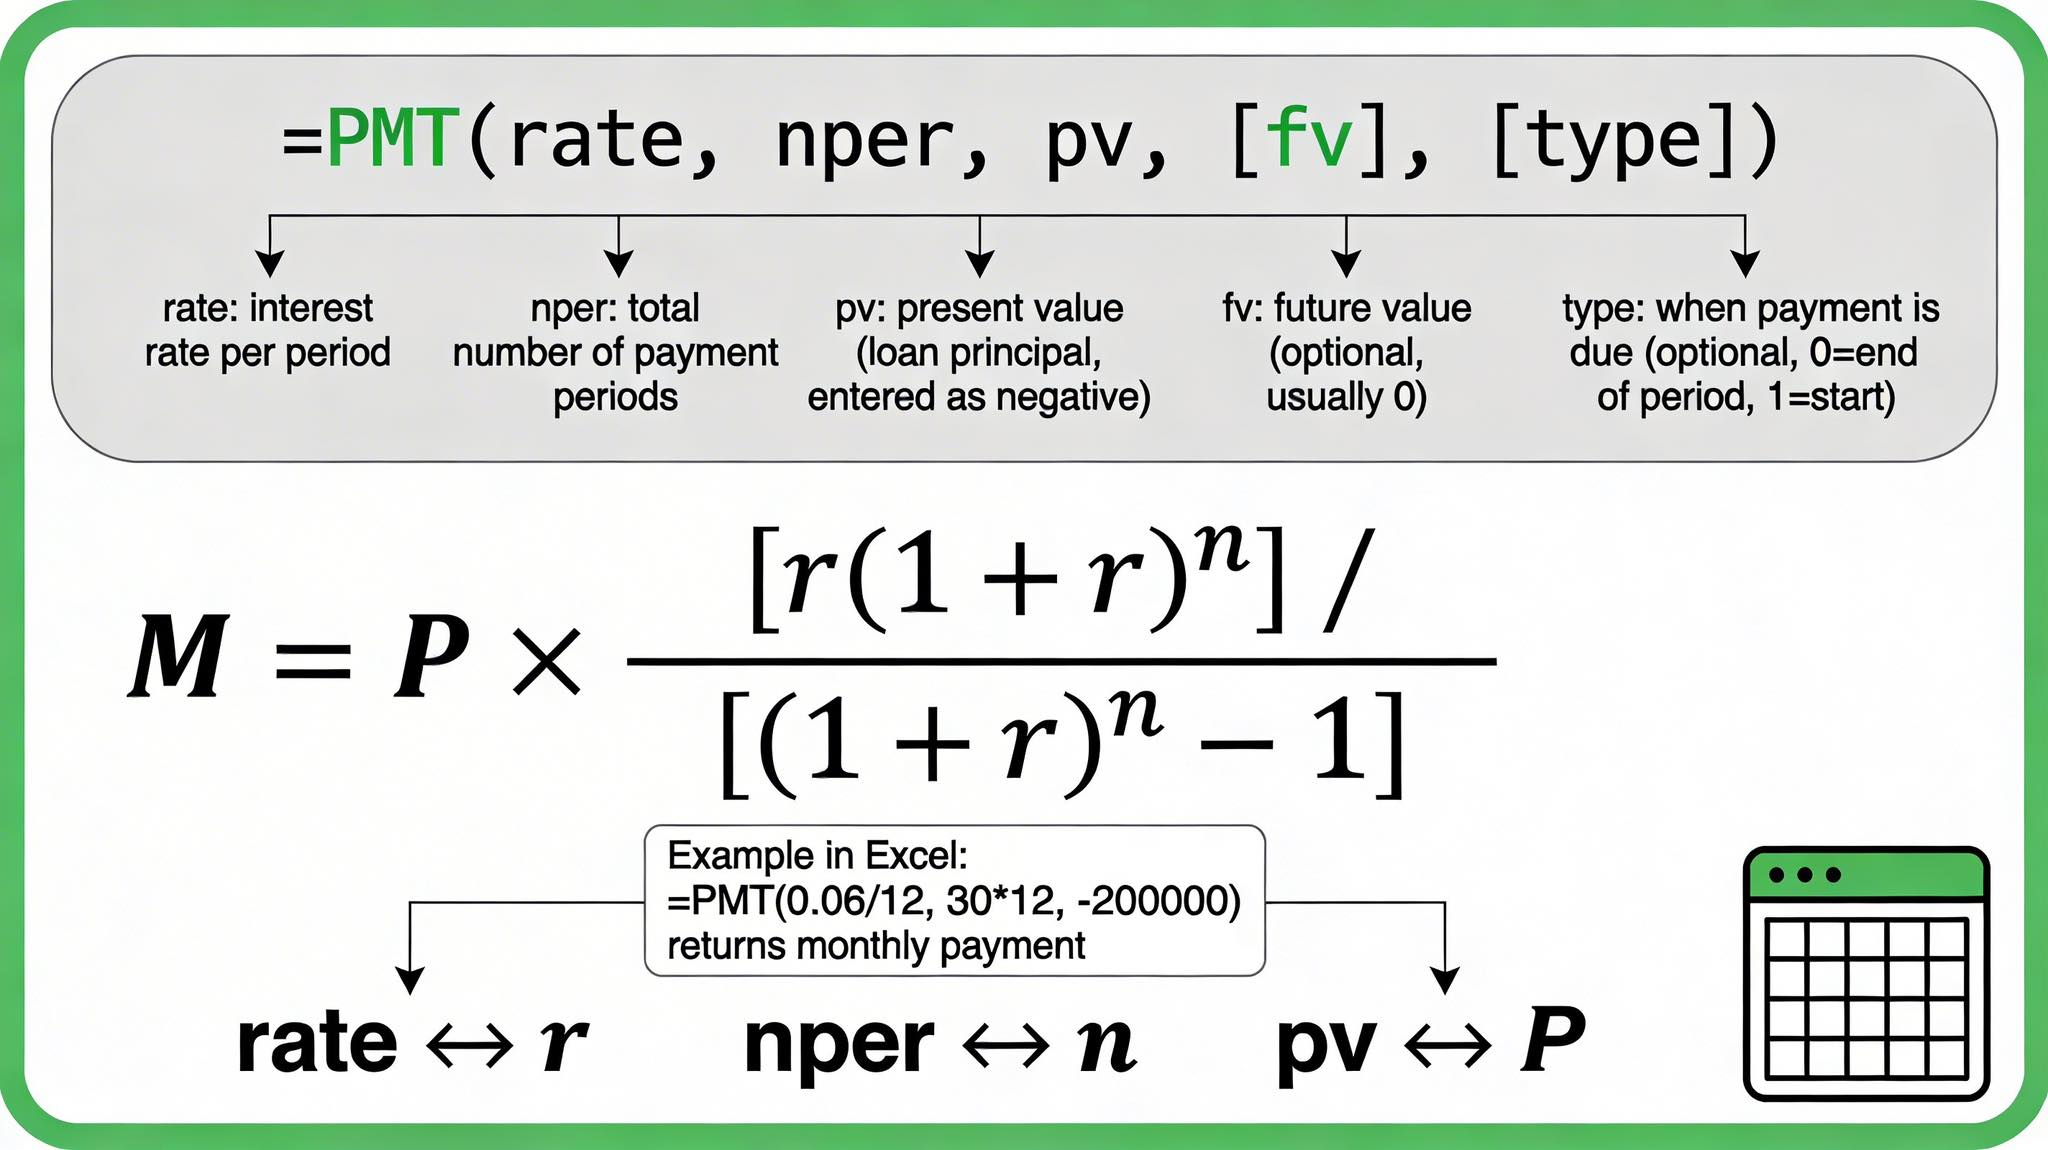 =PMT(rate, nper, pv, [fv], [type])
rate: interest
rate per period
nper: total
number of payment
periods
pv: present value
(loan principal,
entered as negative)
fv: future value
(optional,
usually 0)
type: when payment is
due (optional, 0=end
of period, 1=start)
[r(1 + r)ⁿ] /
M = P ×
[(1 + r)ⁿ − 1]
Example in Excel:
=PMT(0.06/12, 30*12, -200000)
returns monthly payment
rate ↔ r
nper ↔ n
pv ↔ P